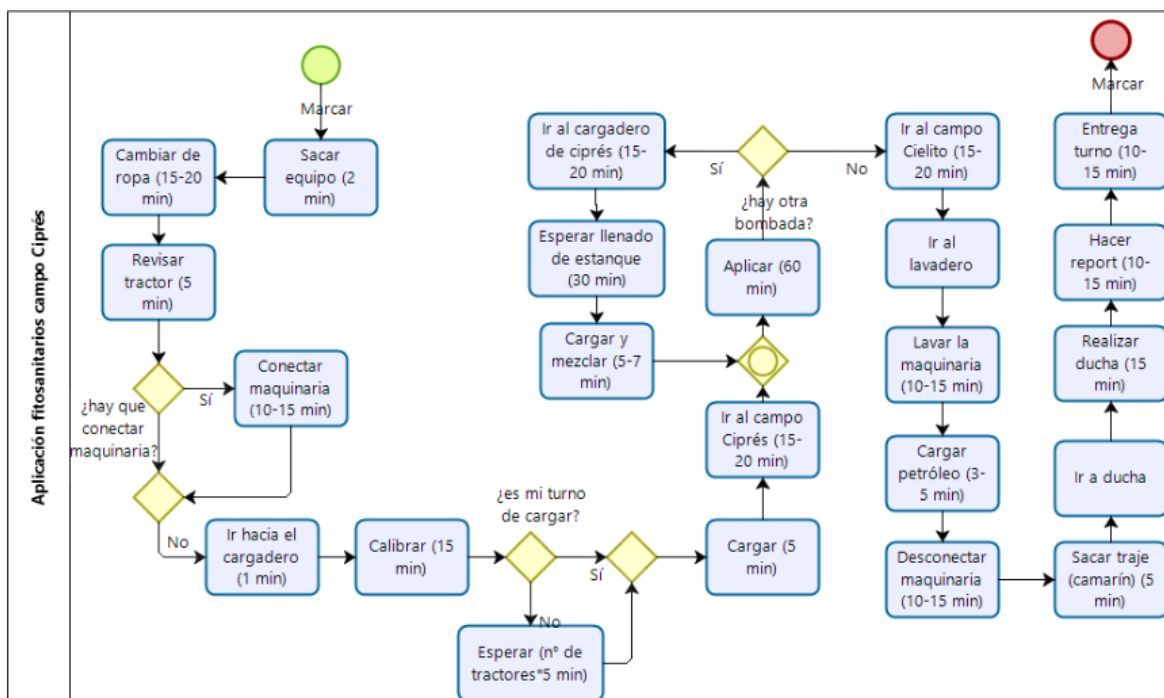 Aplicación fitosanitarios campo Ciprés
Marcar
Sacar
equipo (2
min)
Cambiar de
ropa (15-20
min)
Revisar
tractor (5
min)
¿hay que
conectar
maquinaria?
Sí
Conectar
maquinaria
(10-15 min)
No
Ir hacia el
cargadero
(1 min)
Calibrar (15
min)
¿es mi turno
de cargar?
Sí
No
Esperar (nº de
tractores*5 min)
Cargar (5
min)
Ir al campo
Ciprés (15-
20 min)
Aplicar (60
min)
¿hay otra
bombada?
Sí
Ir al cargadero
de ciprés (15-
20 min)
Esperar llenado
de estanque
(30 min)
Cargar y
mezclar (5-7
min)
No
Ir al campo
Cielito (15-
20 min)
Ir al
lavadero
Lavar la
maquinaria
(10-15 min)
Cargar
petróleo (3-
5 min)
Desconectar
maquinaria
(10-15 min)
Sacar traje
(camarín) (5
min)
Ir a ducha
Realizar
ducha (15
min)
Hacer
report (10-
15 min)
Entrega
turno (10-
15 min)
Marcar